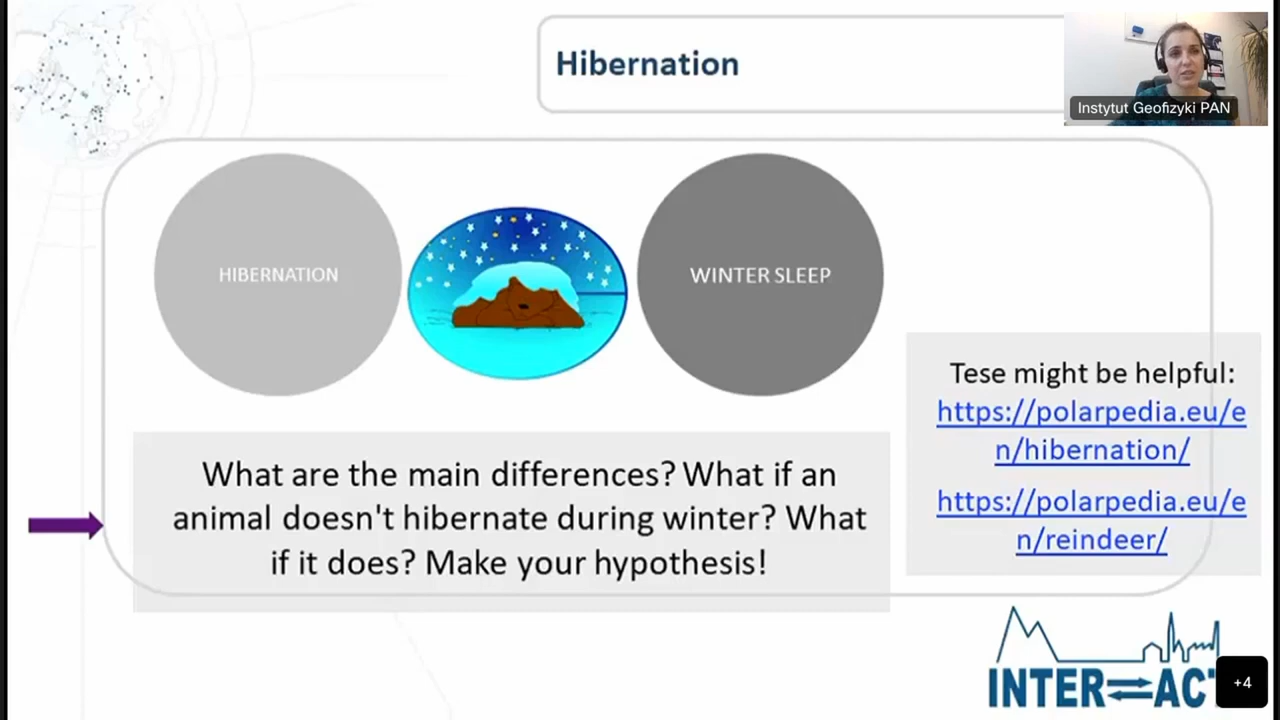 Hibernation
Instytut Geofizyki PAN
HIBERNATION
WINTER SLEEP
Tese might be helpful:
https://polarpedia.eu/e
n/hibernation/
https://polarpedia.eu/e
n/reindeer/
What are the main differences? What if an
animal doesn't hibernate during winter? What
if it does? Make your hypothesis!
INTER ACT
+4